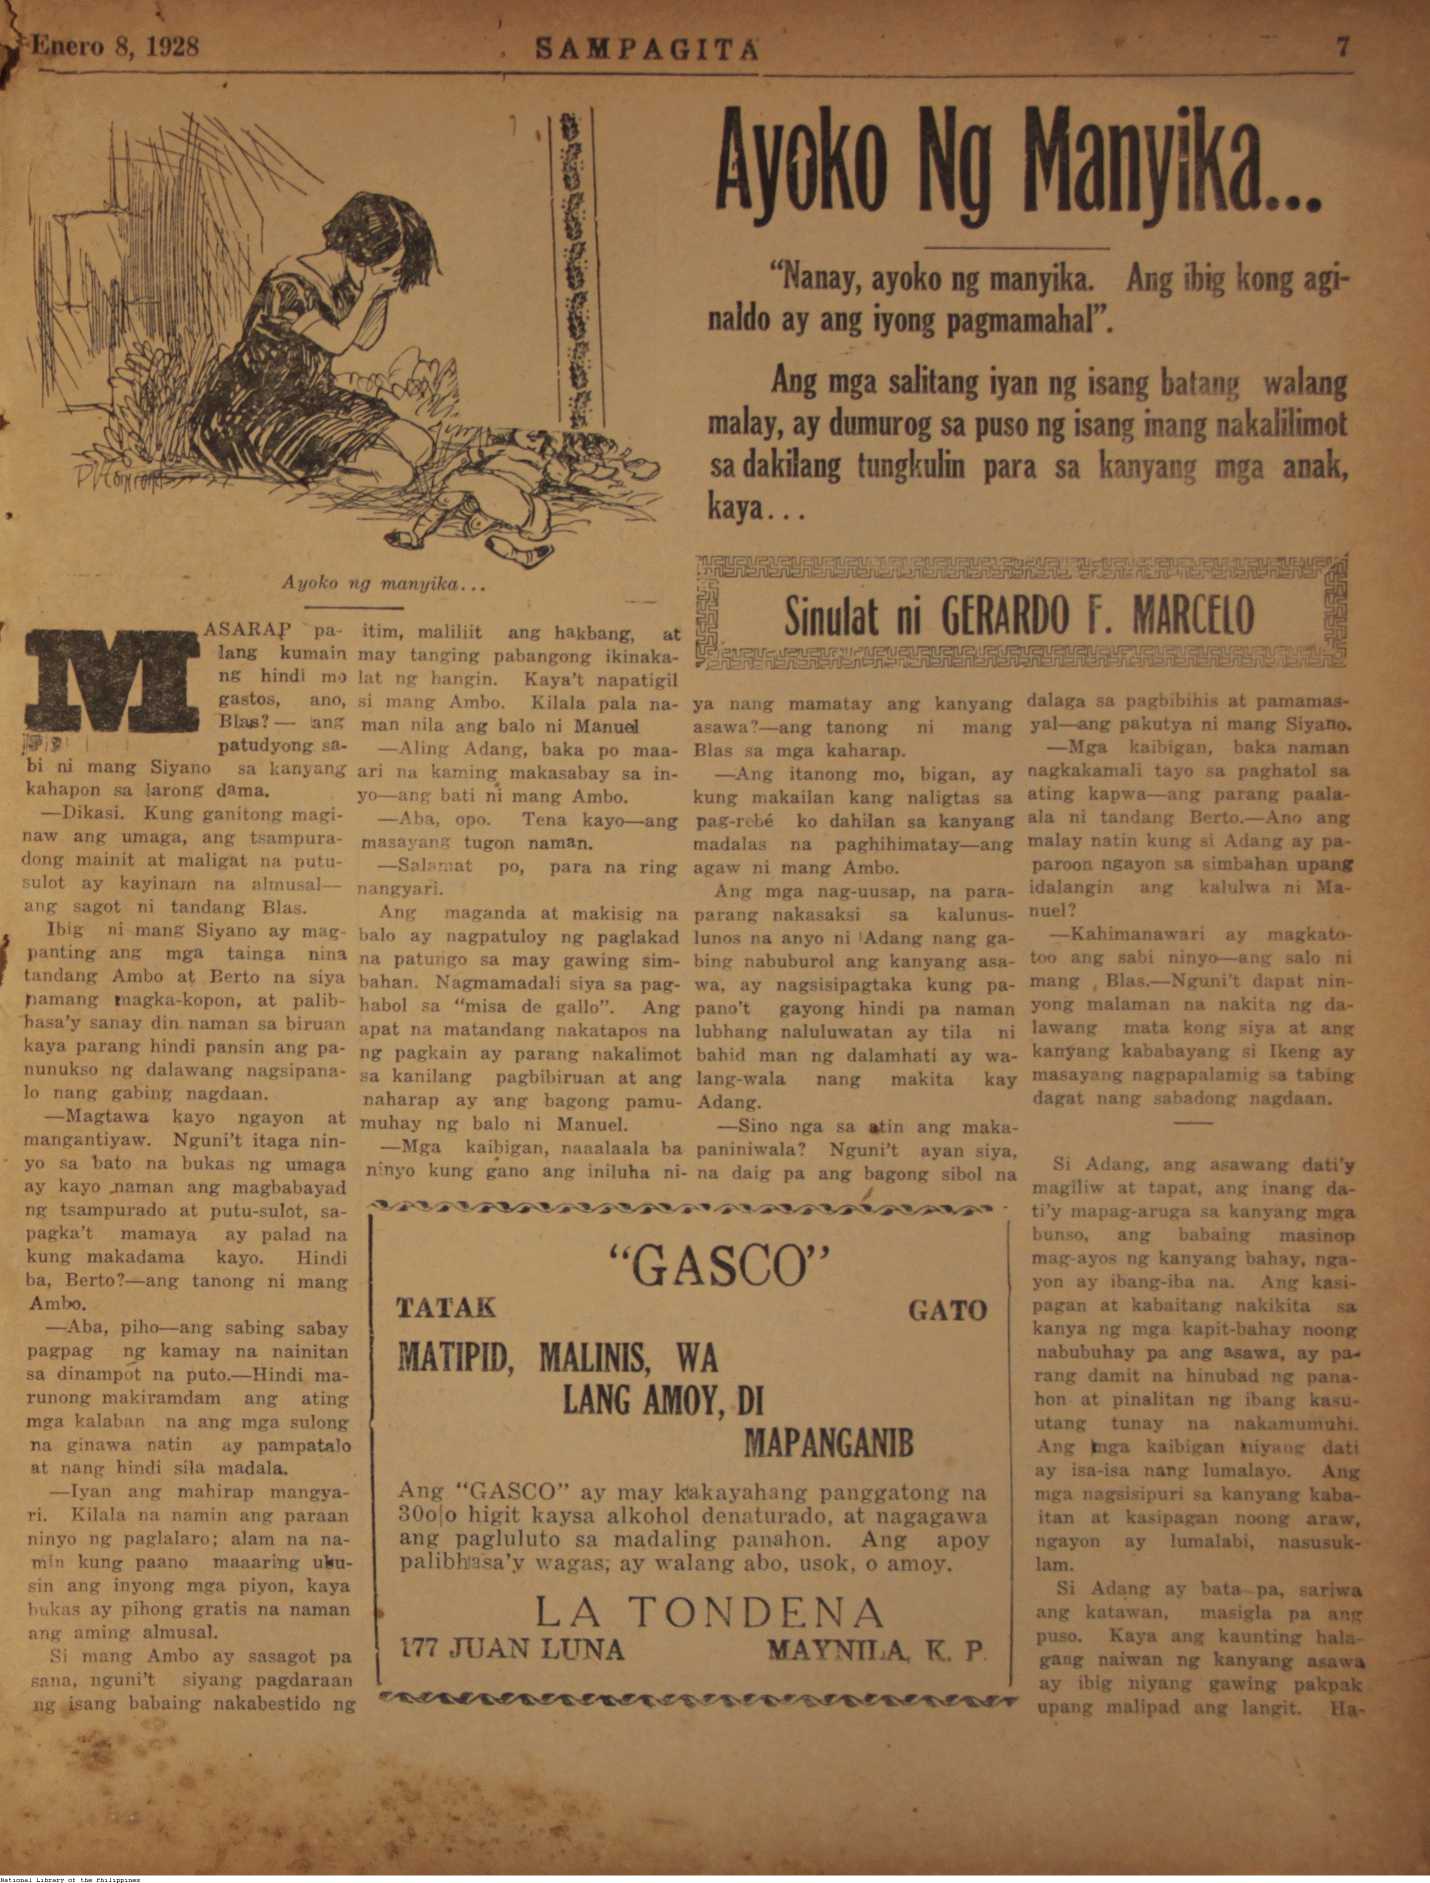 Enero 8, 1928
SAMPAGITA
7
Ayoko Ng Manyika...
"Nanay, ayoko ng manyika. Ang ibig kong agi-
naldo ay ang iyong pagmamahal".
Ang mga salitang iyan ng isang batang walang
malay, ay dumurog sa puso ng isang inang nakalilimot
sa dakilang tungkulin para sa kanyang mga anak,
kaya...
Sinulat ni GERARDO F. MARCELO
Ayoko ng manyika...
MASARAP pa-
lang kumain
ng hindi mo
gastos, ano,
Blas?— ang
patudyong sa-
bi ni mang Siyano sa kanyang
kahapon sa larong dama.
—Dikasi. Kung ganitong magi-
naw ang umaga, ang tsampura-
dong mainit at maligat na putu-
sulot ay kayinam na almusal—
ang sagot ni tandang Blas.
Ibig ni mang Siyano ay mag-
panting ang mga tainga nina
tandang Ambo at Berto na siya
namang magka-kopon, at palib-
hasa'y sanay din naman sa biruan
kaya parang hindi pansin ang pa-
nunukso ng dalawang nagsipana-
lo nang gabing nagdaan.
—Magtawa kayo ngayon at
mangantiyaw. Nguni't itaga nin-
yo sa bato na bukas ng umaga
ay kayo naman ang magbabayad
ng tsampurado at putu-sulot, sa-
pagka't mamaya ay palad na
kung makadama kayo. Hindi
ba, Berto?—ang tanong ni mang
Ambo.
—Aba, piho—ang sabing sabay
pagpag ng kamay na nainitan
sa dinampot na puto.—Hindi ma-
runong makiramdam ang ating
mga kalaban na ang mga sulong
na ginawa natin ay pampatalo
at nang hindi sila madala.
—Iyan ang mahirap mangya-
ri. Kilala na namin ang paraan
ninyo ng paglalaro; alam na na-
min kung paano maaaring ubu-
sin ang inyong mga piyon, kaya
bukas ay pihong gratis na naman
ang aming almusal.
Si mang Ambo ay sasagot pa
sana, nguni't siyang pagdaraan
ng isang babaing nakabestido ng
itim, maliliit ang hakbang, at
may tanging pabangong ikinaka-
lat ng hangin. Kaya't napatigil
si mang Ambo. Kilala pala na-
man nila ang balo ni Manuel
—Aling Adang, baka po maa-
ari na kaming makasabay sa in-
yo—ang bati ni mang Ambo.
—Aba, opo. Tena kayo—ang
masayang tugon naman.
—Salamat po, para na ring
nangyari.
Ang maganda at makisig na
balo ay nagpatuloy ng paglakad
na patungo sa may gawing sim-
bahan. Nagmamadali siya sa pag-
habol sa "misa de gallo". Ang
apat na matandang nakatapos na
ng pagkain ay parang nakalimot
sa kanilang pagbibiruan at ang
naharap ay ang bagong pamu-
muhay ng balo ni Manuel.
—Mga kaibigan, naaalaala ba
ninyo kung gano ang iniluha ni-
ya nang mamatay ang kanyang
asawa?—ang tanong ni mang
Blas sa mga kaharap.
—Ang itanong mo, bigan, ay
kung makailan kang naligtas sa
pag-rebé ko dahilan sa kanyang
madalas na paghihimatay—ang
agaw ni mang Ambo.
Ang mga nag-uusap, na para-
parang nakasaksi sa kalunus-
lunos na anyo ni Adang nang ga-
bing nabuburol ang kanyang asa-
wa, ay nagsisipagtaka kung pa-
pano't gayong hindi pa naman
lubhang naluluwatan ay tila ni
bahid man ng dalamhati ay wa-
lang-wala nang makita kay
Adang.
—Sino nga sa atin ang maka-
paniniwala? Nguni't ayan siya,
na daig pa ang bagong sibol na
dalaga sa pagbibihis at pamamas-
yal—ang pakutya ni mang Siyano.
—Mga kaibigan, baka naman
nagkakamali tayo sa paghatol sa
ating kapwa—ang parang paala-
ala ni tandang Berto.—Ano ang
malay natin kung si Adang ay pa-
paroon ngayon sa simbahan upang
idalangin ang kalulwa ni Ma-
nuel?
—Kahimanawari ay magkato-
too ang sabi ninyo—ang salo ni
mang Blas.—Nguni't dapat nin-
yong malaman na nakita ng da-
lawang mata kong siya at ang
kanyang kababayang si Ikeng ay
masayang nagpapalamig sa tabing
dagat nang sabadong nagdaan.
Si Adang, ang asawang dati'y
magiliw at tapat, ang inang da-
ti'y mapag-aruga sa kanyang mga
bunso, ang babaing masinop
mag-ayos ng kanyang bahay, nga-
yon ay ibang-iba na. Ang kasi-
pagan at kabaitang nakikita sa
kanya ng mga kapit-bahay noong
nabubuhay pa ang asawa, ay pa-
rang damit na hinubad ng pana-
hon at pinalitan ng ibang kasu-
utang tunay na nakamumuhi.
Ang mga kaibigan niyang dati
ay isa-isa nang lumalayo. Ang
mga nagsisipuri sa kanyang kaba-
itan at kasipagan noong araw,
ngayon ay lumalabi, nasusuk-
lam.
Si Adang ay bata pa, sariwa
ang katawan, masigla pa ang
puso. Kaya ang kaunting hala-
gang naiwan ng kanyang asawa
ay ibig niyang gawing pakpak
upang malipad ang langit. Ha-
"GASCO"
TATAK GATO
MATIPID, MALINIS, WA
LANG AMOY, DI
MAPANGANIB
Ang "GASCO" ay may kakayahang panggatong na
30o|o higit kaysa alkohol denaturado, at nagagawa
ang pagluluto sa madaling panahon. Ang apoy
palibhasa'y wagas, ay walang abo, usok, o amoy.
LA TONDENA
177 JUAN LUNA MAYNILA, K. P.
National Library of the Philippines